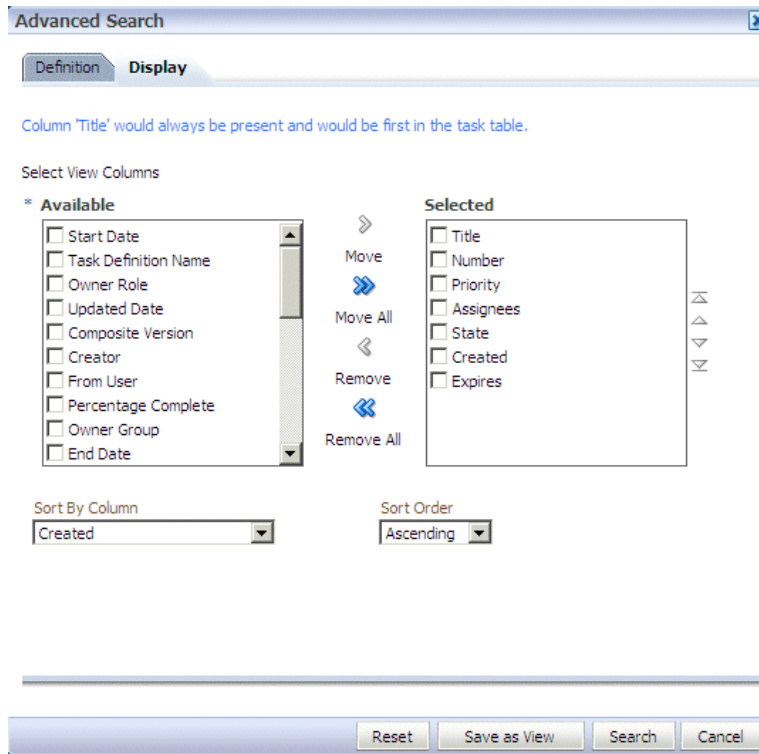 Advanced Search
Definition Display
Column 'Title' would always be present and would be first in the task table.
Select View Columns
* Available
Start Date
Task Definition Name
Owner Role
Updated Date
Composite Version
Creator
From User
Percentage Complete
Owner Group
End Date
Move
Move All
Remove
Remove All
Selected
Title
Number
Priority
Assignees
State
Created
Expires
Sort By Column
Created
Sort Order
Ascending
Reset Save as View Search Cancel